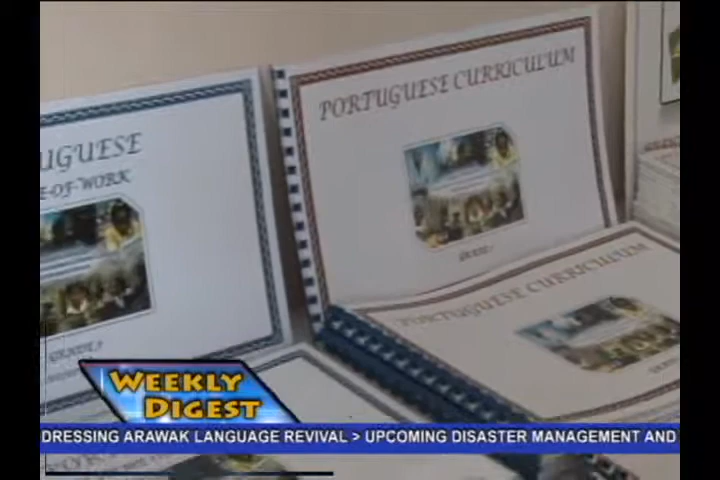 PORTUGUESE CURRICULUM
UGUESE
E-OF-WORK
PORTUGUESE CURRICULUM
WEEKLY
DIGEST
DRESSING ARAWAK LANGUAGE REVIVAL > UPCOMING DISASTER MANAGEMENT AND